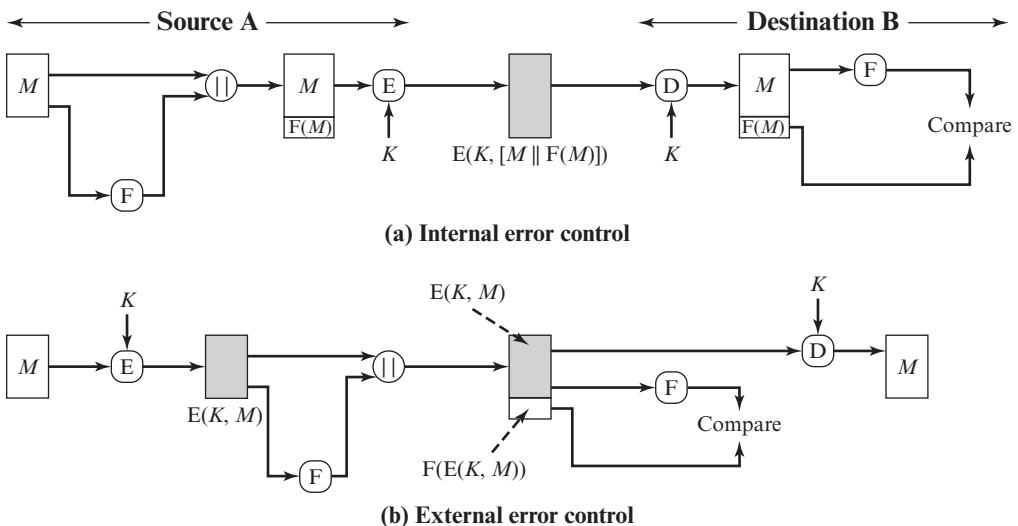 Source A
Destination B
M
F
||
M
F(M)
E
K
E(K, [M || F(M)])
D
K
M
F(M)
F
Compare
(a) Internal error control
M
K
E
E(K, M)
F
||
E(K, M)
F(E(K, M))
F
Compare
K
D
M
(b) External error control